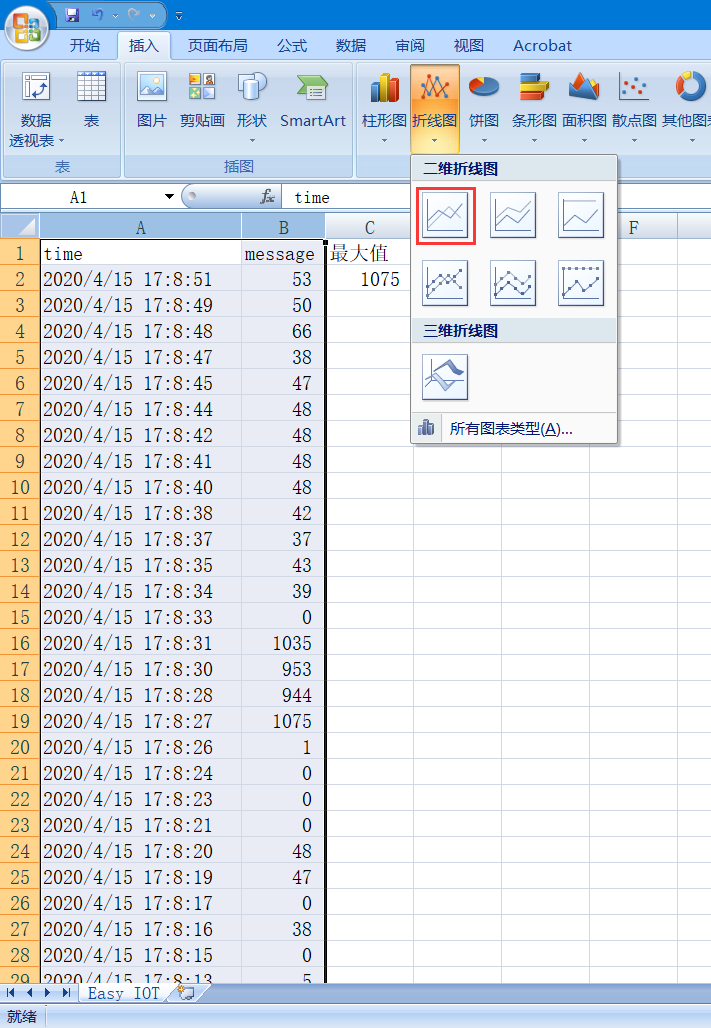 开始 插入 页面布局 公式 数据 审阅 视图 Acrobat
数据
透视表 表 图片 剪贴画 形状 SmartArt 柱形图 折线图 饼图 条形图 面积图 散点图 其他图表
表 插图
二维折线图
三维折线图
所有图表类型(A)...
A1 fx time
A B C F
1 time message 最大值
2 2020/4/15 17:8:51 53 1075
3 2020/4/15 17:8:49 50
4 2020/4/15 17:8:48 66
5 2020/4/15 17:8:47 38
6 2020/4/15 17:8:45 47
7 2020/4/15 17:8:44 48
8 2020/4/15 17:8:42 48
9 2020/4/15 17:8:41 48
10 2020/4/15 17:8:40 48
11 2020/4/15 17:8:38 42
12 2020/4/15 17:8:37 37
13 2020/4/15 17:8:35 43
14 2020/4/15 17:8:34 39
15 2020/4/15 17:8:33 0
16 2020/4/15 17:8:31 1035
17 2020/4/15 17:8:30 953
18 2020/4/15 17:8:28 944
19 2020/4/15 17:8:27 1075
20 2020/4/15 17:8:26 1
21 2020/4/15 17:8:24 0
22 2020/4/15 17:8:23 0
23 2020/4/15 17:8:21 0
24 2020/4/15 17:8:20 48
25 2020/4/15 17:8:19 47
26 2020/4/15 17:8:17 0
27 2020/4/15 17:8:16 38
28 2020/4/15 17:8:15 0
29 2020/4/15 17:8:13 5
Easy IOT
就绪